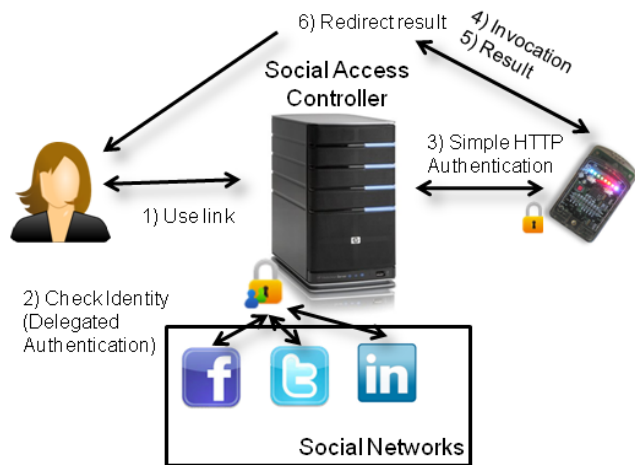 6) Redirect result
4) Invocation
5) Result
Social Access
Controller
3) Simple HTTP
Authentication
1) Use link
hp
2) Check Identity
(Delegated
Authentication)
f
t
in
Social Networks